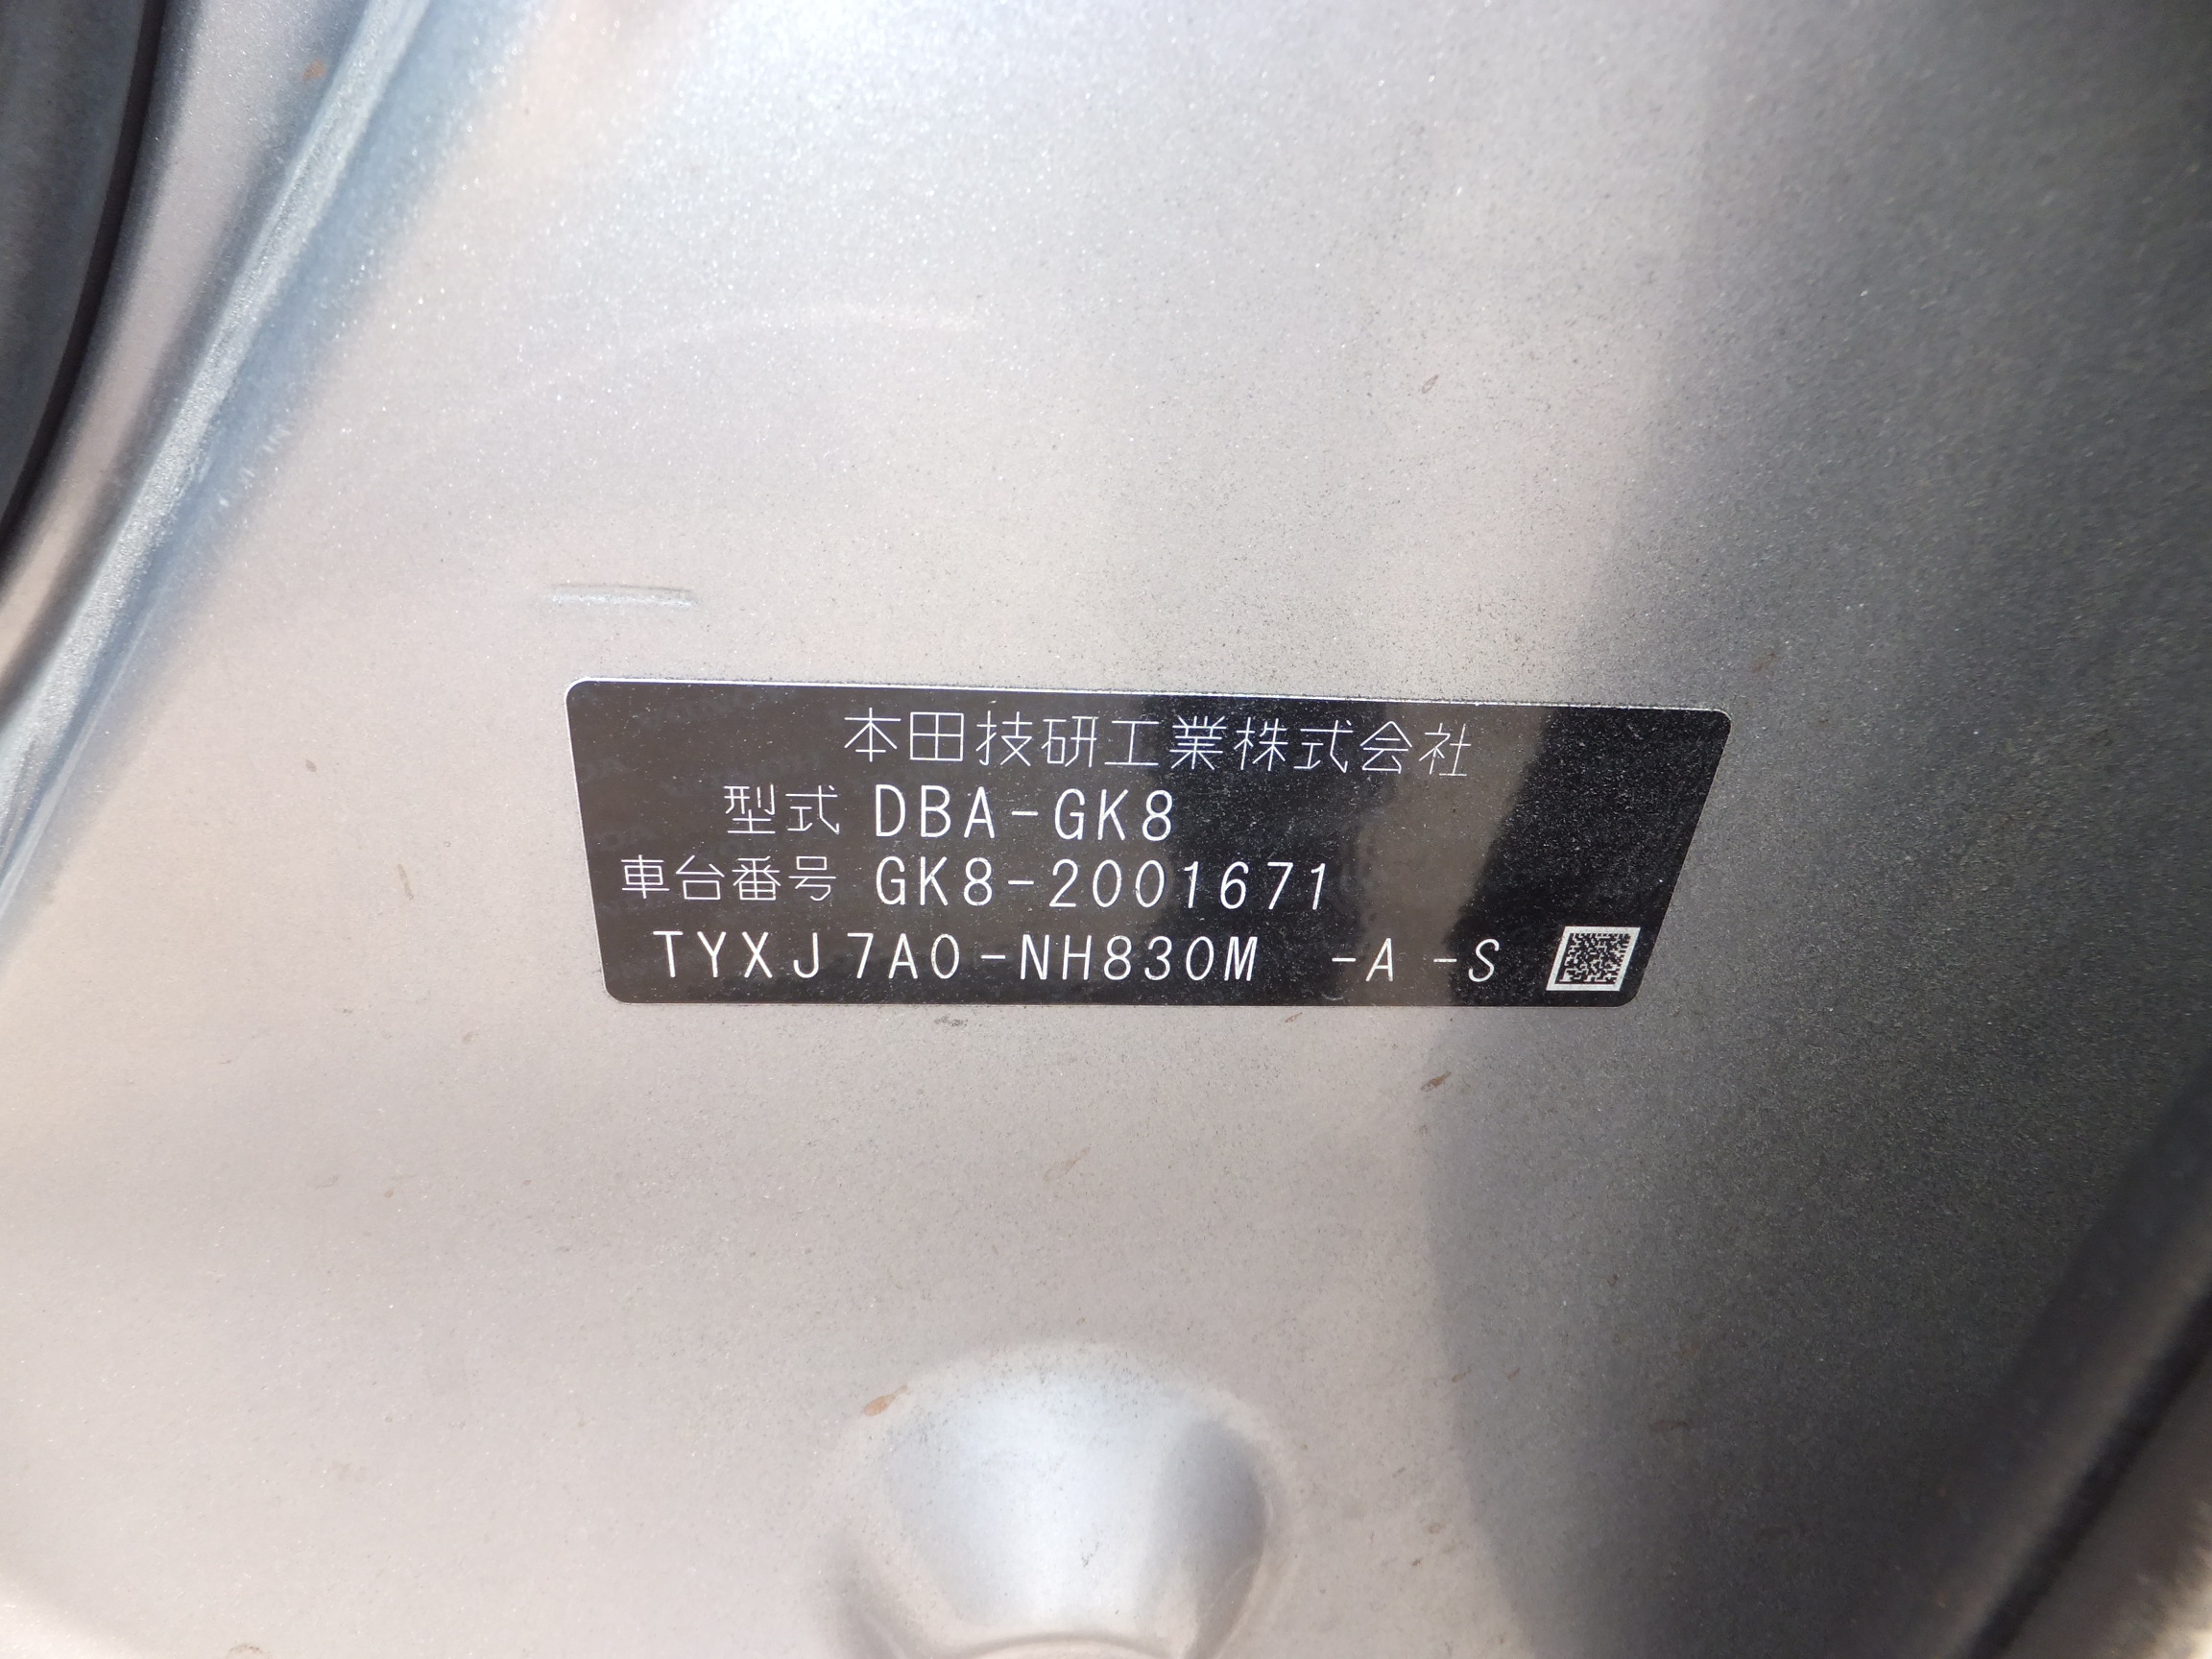 本田技研工業株式会社
型式 DBA-GK8
車台番号 GK8-2001671
TYXJ7A0-NH830M -A -S